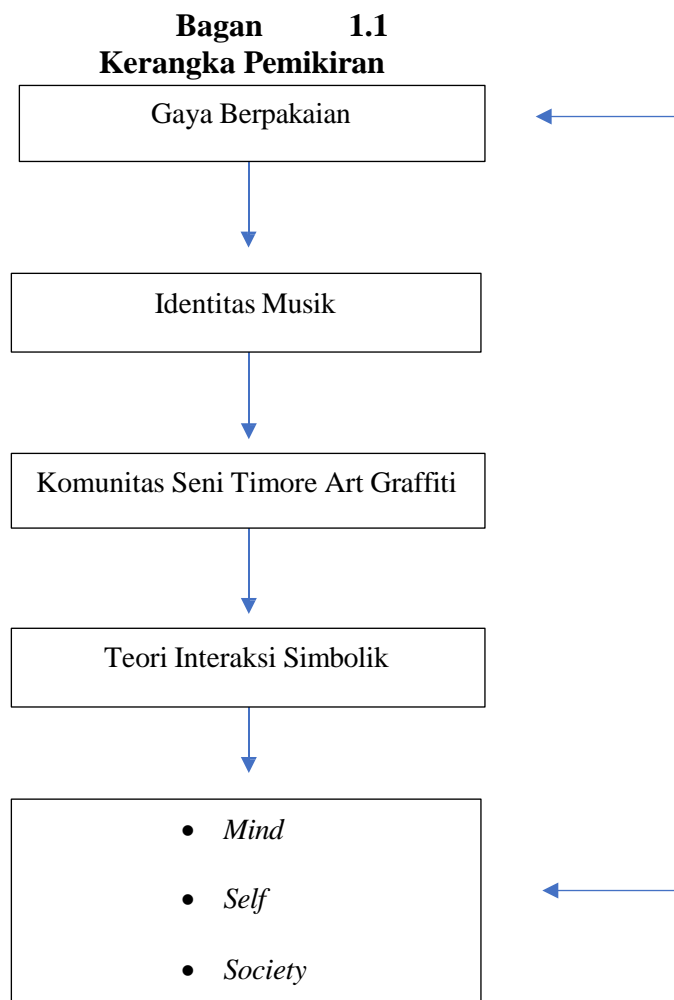 Bagan 1.1
Kerangka Pemikiran
Gaya Berpakaian
Identitas Musik
Komunitas Seni Timore Art Graffiti
Teori Interaksi Simbolik
• Mind
• Self
• Society